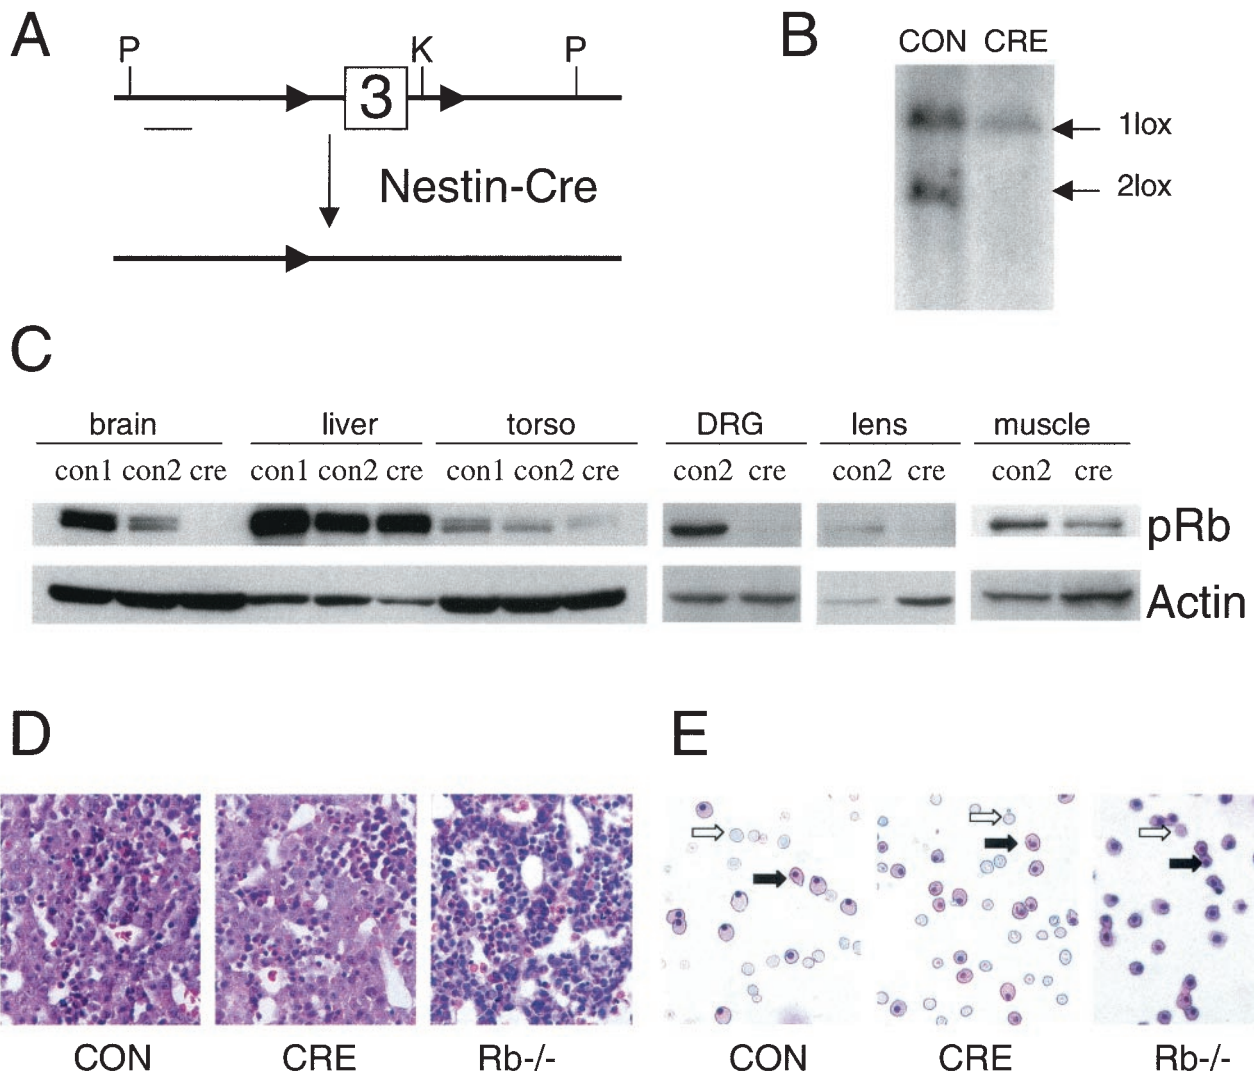 A
P K P
3
Nestin-Cre
B
CON CRE
1lox
2lox
C
brain liver torso DRG lens muscle
con1 con2 cre con1 con2 cre con1 con2 cre con2 cre con2 cre con2 cre
pRb
Actin
D
CON CRE Rb-/-
E
CON CRE Rb-/-